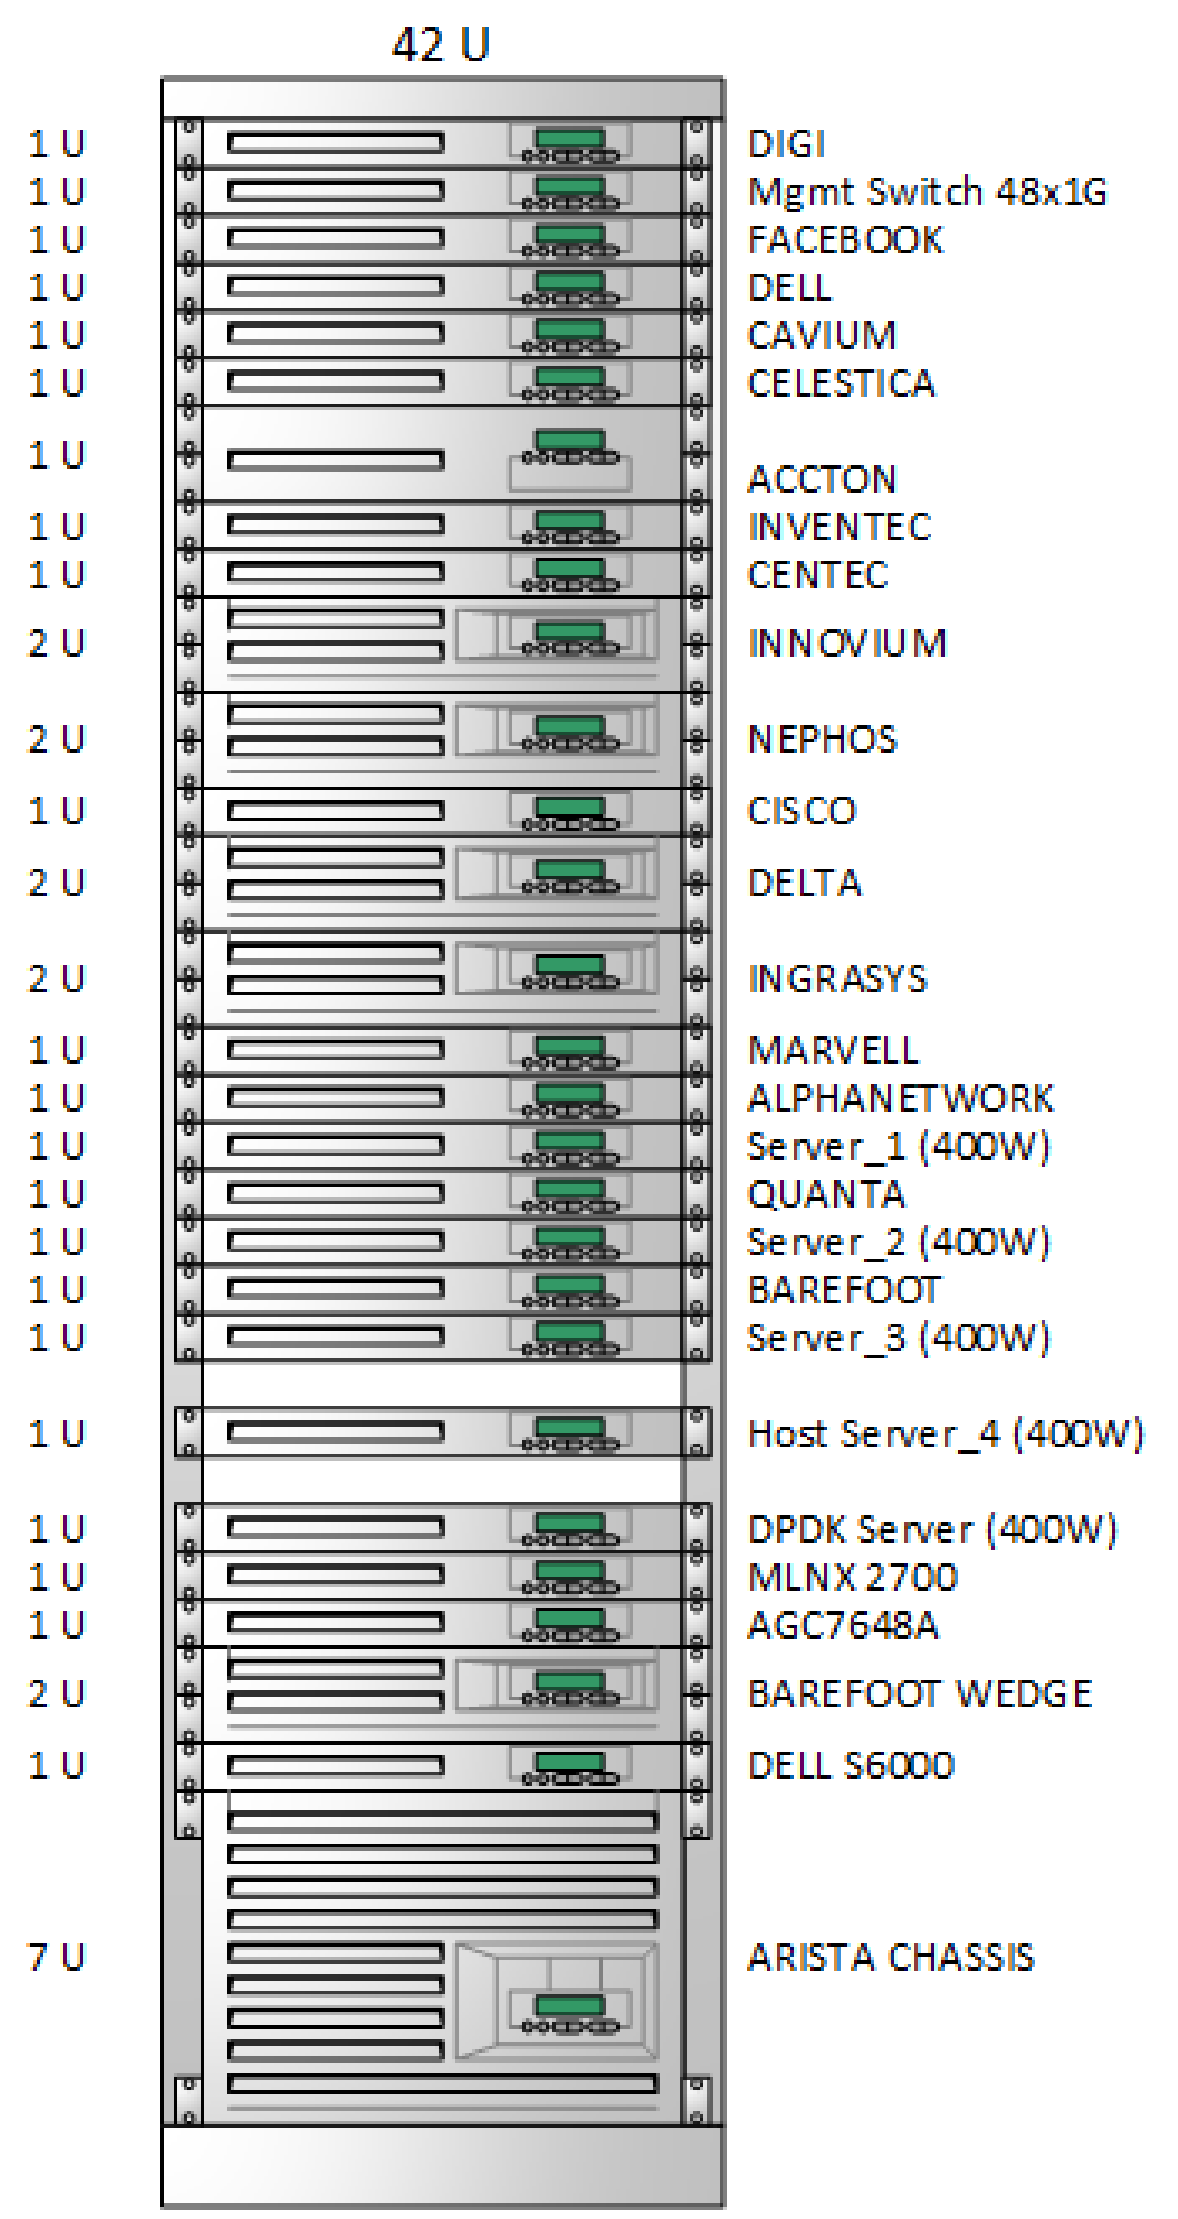 42 U
1 U DIGI
1 U Mgmt Switch 48x1G
1 U FACEBOOK
1 U DELL
1 U CAVIUM
1 U CELESTICA
1 U ACCTON
1 U INVENTEC
1 U CENTEC
2 U INNOVIUM
2 U NEPHOS
1 U CISCO
2 U DELTA
2 U INGRASYS
1 U MARVELL
1 U ALPHANETWORK
1 U Server_1 (400W)
1 U QUANTA
1 U Server_2 (400W)
1 U BAREFOOT
1 U Server_3 (400W)
1 U Host Server_4 (400W)
1 U DPDK Server (400W)
1 U MLNX 2700
1 U AGC7648A
2 U BAREFOOT WEDGE
1 U DELL S6000
7 U ARISTA CHASSIS